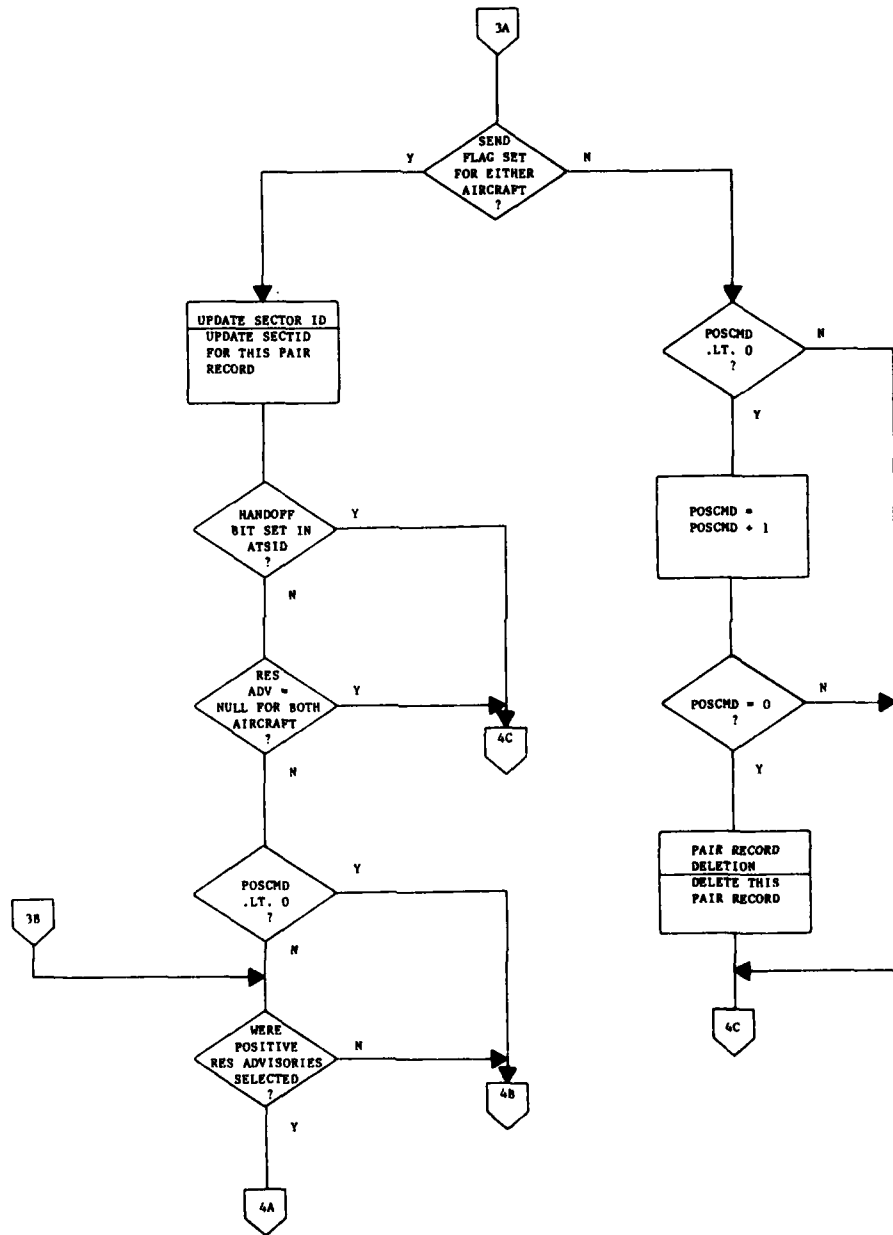 3A
SEND
FLAG SET
FOR EITHER
AIRCRAFT
?
Y
N
UPDATE SECTOR ID
UPDATE SECTID
FOR THIS PAIR
RECORD
POSCMD
.LT. 0
?
N
Y
HANDOFF
BIT SET IN
ATSID
?
Y
N
POSCMD =
POSCMD + 1
RES
ADV =
NULL FOR BOTH
AIRCRAFT
?
Y
N
4C
POSCMD = 0
?
N
Y
POSCMD
.LT. 0
?
Y
N
PAIR RECORD
DELETION
DELETE THIS
PAIR RECORD
3B
4C
WERE
POSITIVE
RES ADVISORIES
SELECTED
?
N
Y
4B
4A